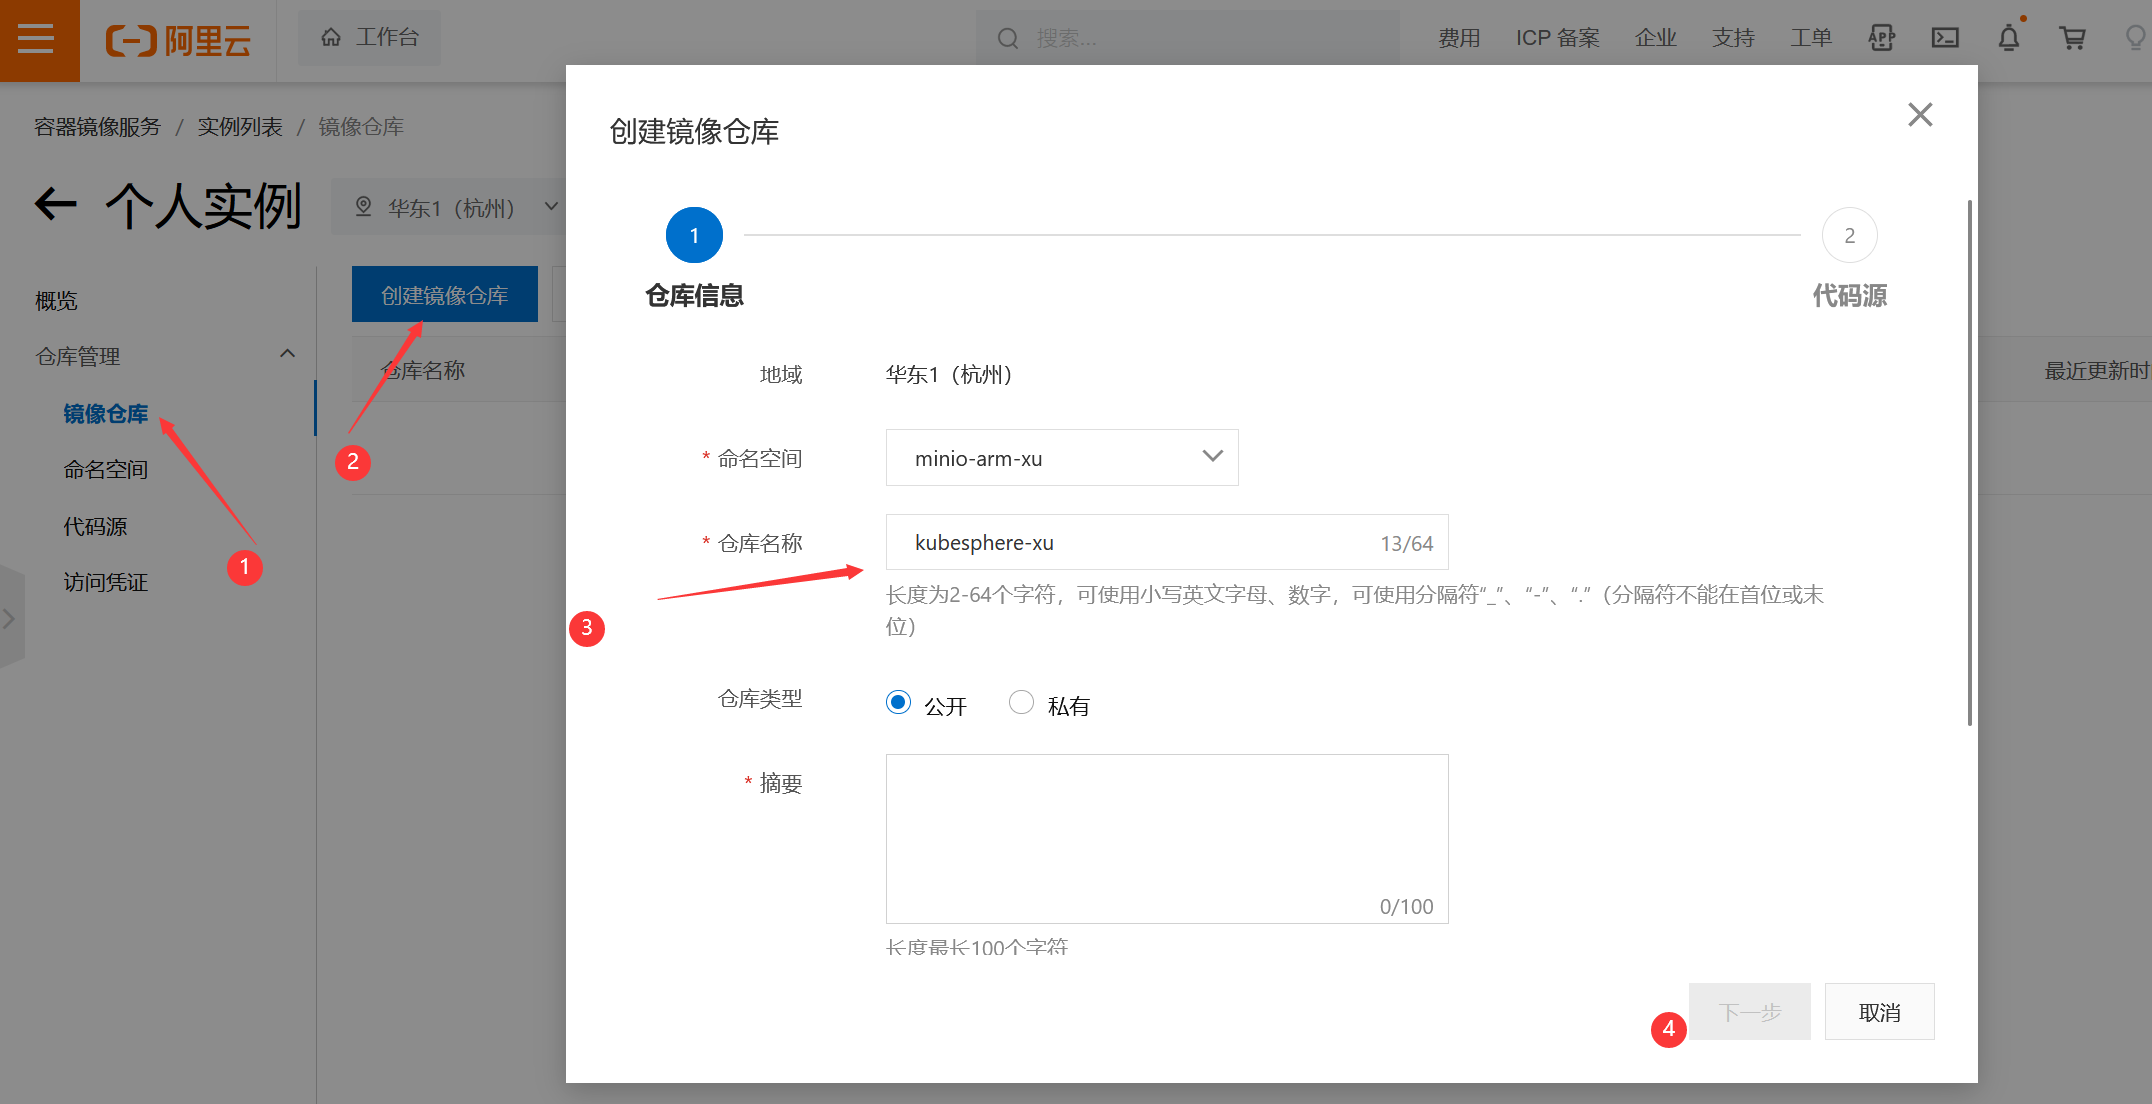 阿里云
工作台
搜索...
费用
ICP 备案
企业
支持
工单
APP
容器镜像服务 / 实例列表 / 镜像仓库
个人实例
华东1（杭州）
概览
仓库管理
镜像仓库
命名空间
代码源
访问凭证
1
创建镜像仓库
2
仓库名称
最近更新时
创建镜像仓库
1
仓库信息
2
代码源
地域
华东1（杭州）
* 命名空间
minio-arm-xu
* 仓库名称
kubesphere-xu
13/64
长度为2-64个字符，可使用小写英文字母、数字，可使用分隔符“_”、“-”、“.”（分隔符不能在首位或末
位）
3
仓库类型
公开
私有
* 摘要
0/100
长度最长100个字符
4
下一步
取消